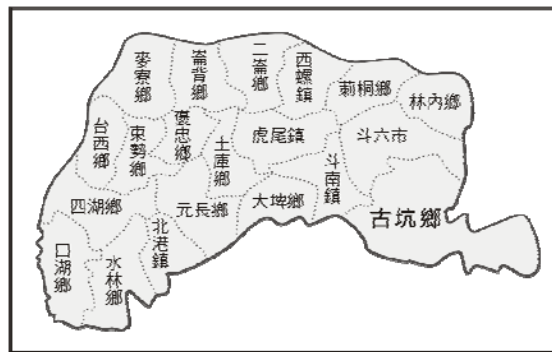 麥寮鄉
崙背鄉
二崙鄉
西螺鎮
莿桐鄉
林內鄉
台西鄉
東勢鄉
褒忠鄉
土庫鄉
虎尾鎮
斗南鎮
斗六市
四湖鄉
元長鄉
大埤鄉
古坑鄉
口湖鄉
水林鄉
北港鎮